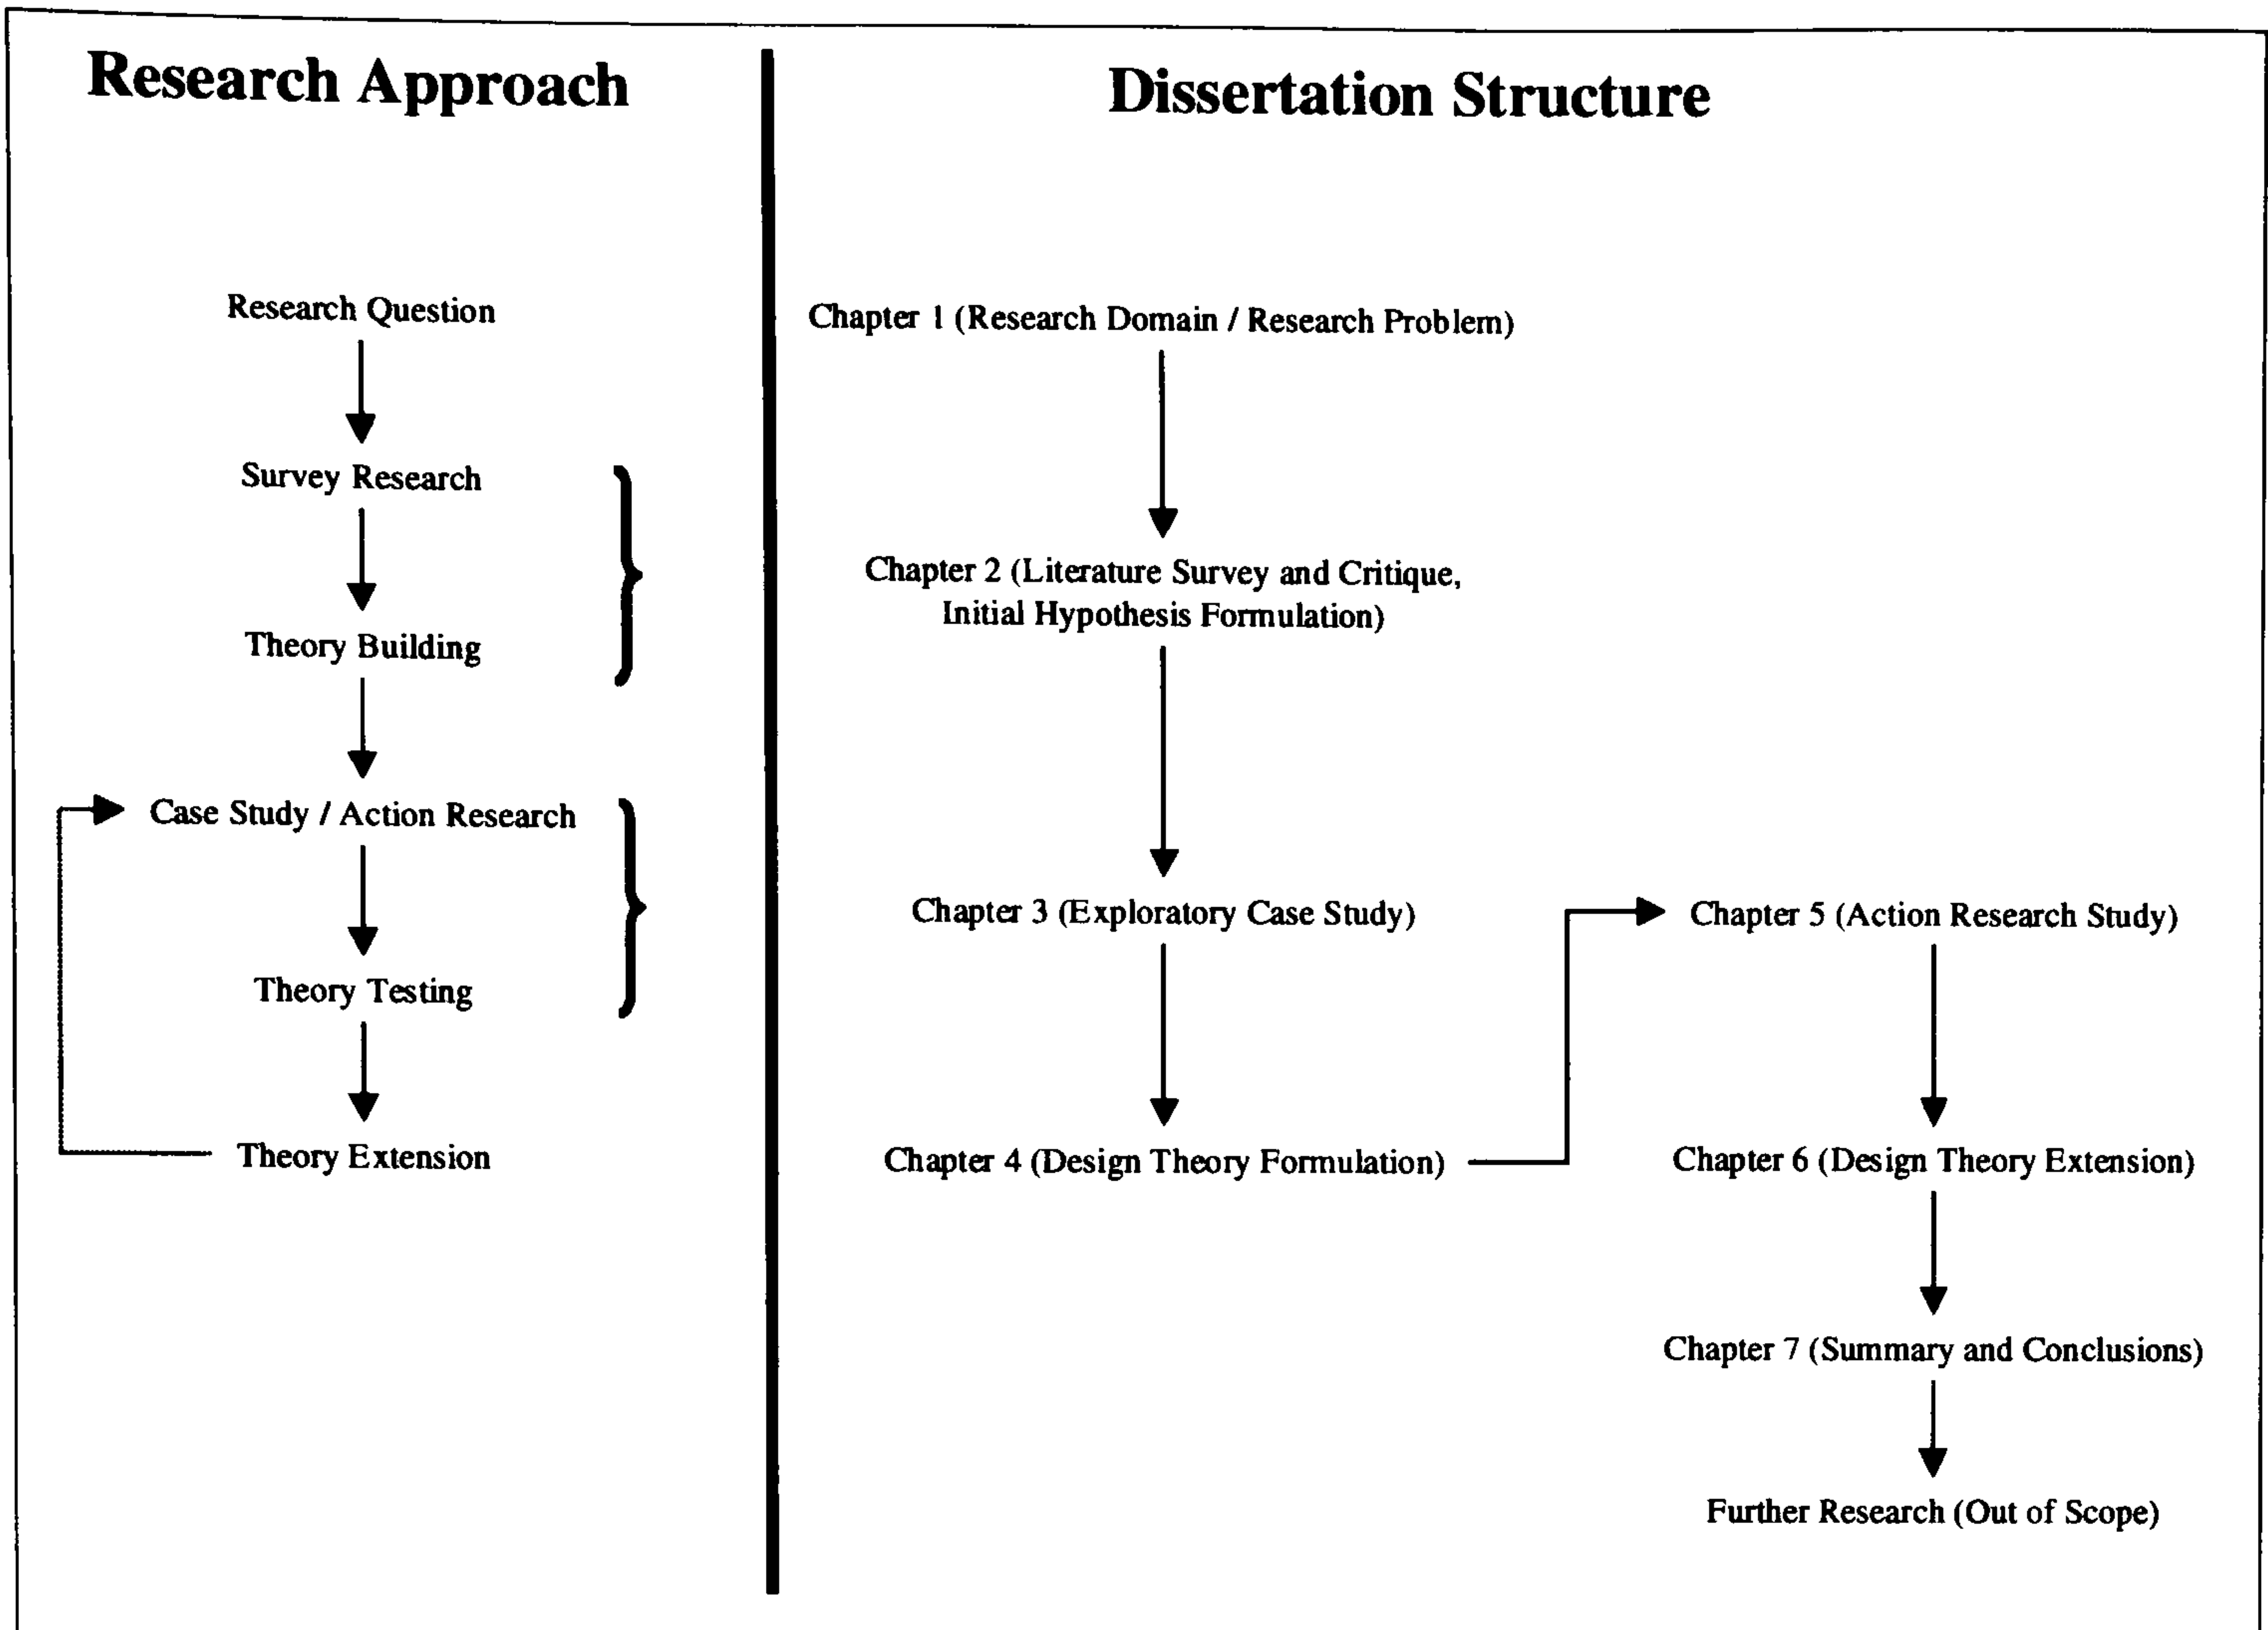 Research Approach
Research Question
Survey Research
Theory Building
Case Study / Action Research
Theory Testing
Theory Extension
Dissertation Structure
Chapter 1 (Research Domain / Research Problem)
Chapter 2 (Literature Survey and Critique,
Initial Hypothesis Formulation)
Chapter 3 (Exploratory Case Study)
Chapter 4 (Design Theory Formulation)
Chapter 5 (Action Research Study)
Chapter 6 (Design Theory Extension)
Chapter 7 (Summary and Conclusions)
Further Research (Out of Scope)